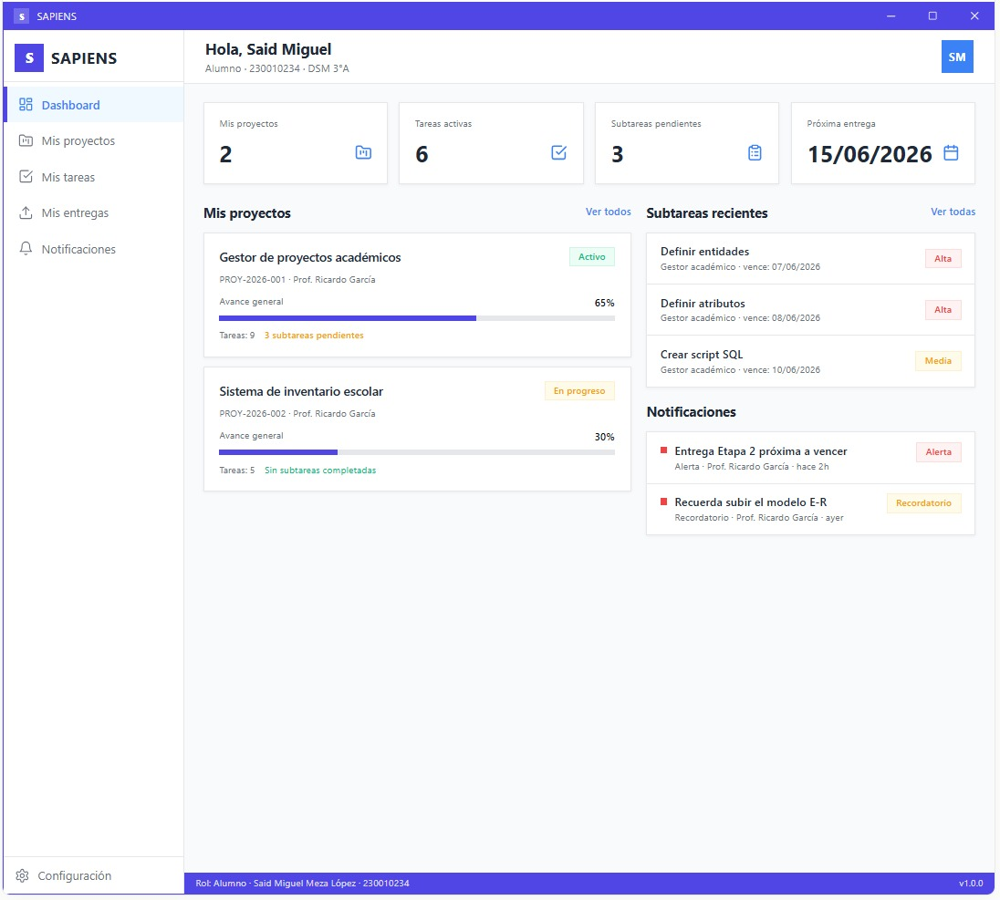 S SAPIENS
S SAPIENS
Dashboard
Mis proyectos
Mis tareas
Mis entregas
Notificaciones
Configuración
Hola, Said Miguel
Alumno · 230010234 · DSM 3°A
SM
Mis proyectos
2
Tareas activas
6
Subtareas pendientes
3
Próxima entrega
15/06/2026
Mis proyectos
Ver todos
Gestor de proyectos académicos
Activo
PROY-2026-001 · Prof. Ricardo García
Avance general
65%
Tareas: 9 3 subtareas pendientes
Sistema de inventario escolar
En progreso
PROY-2026-002 · Prof. Ricardo García
Avance general
30%
Tareas: 5 Sin subtareas completadas
Subtareas recientes
Ver todas
Definir entidades
Gestor académico · vence: 07/06/2026
Alta
Definir atributos
Gestor académico · vence: 08/06/2026
Alta
Crear script SQL
Gestor académico · vence: 10/06/2026
Media
Notificaciones
Entrega Etapa 2 próxima a vencer
Alerta · Prof. Ricardo García · hace 2h
Alerta
Recuerda subir el modelo E-R
Recordatorio · Prof. Ricardo García · ayer
Recordatorio
Rol: Alumno · Said Miguel Meza López · 230010234
v1.0.0